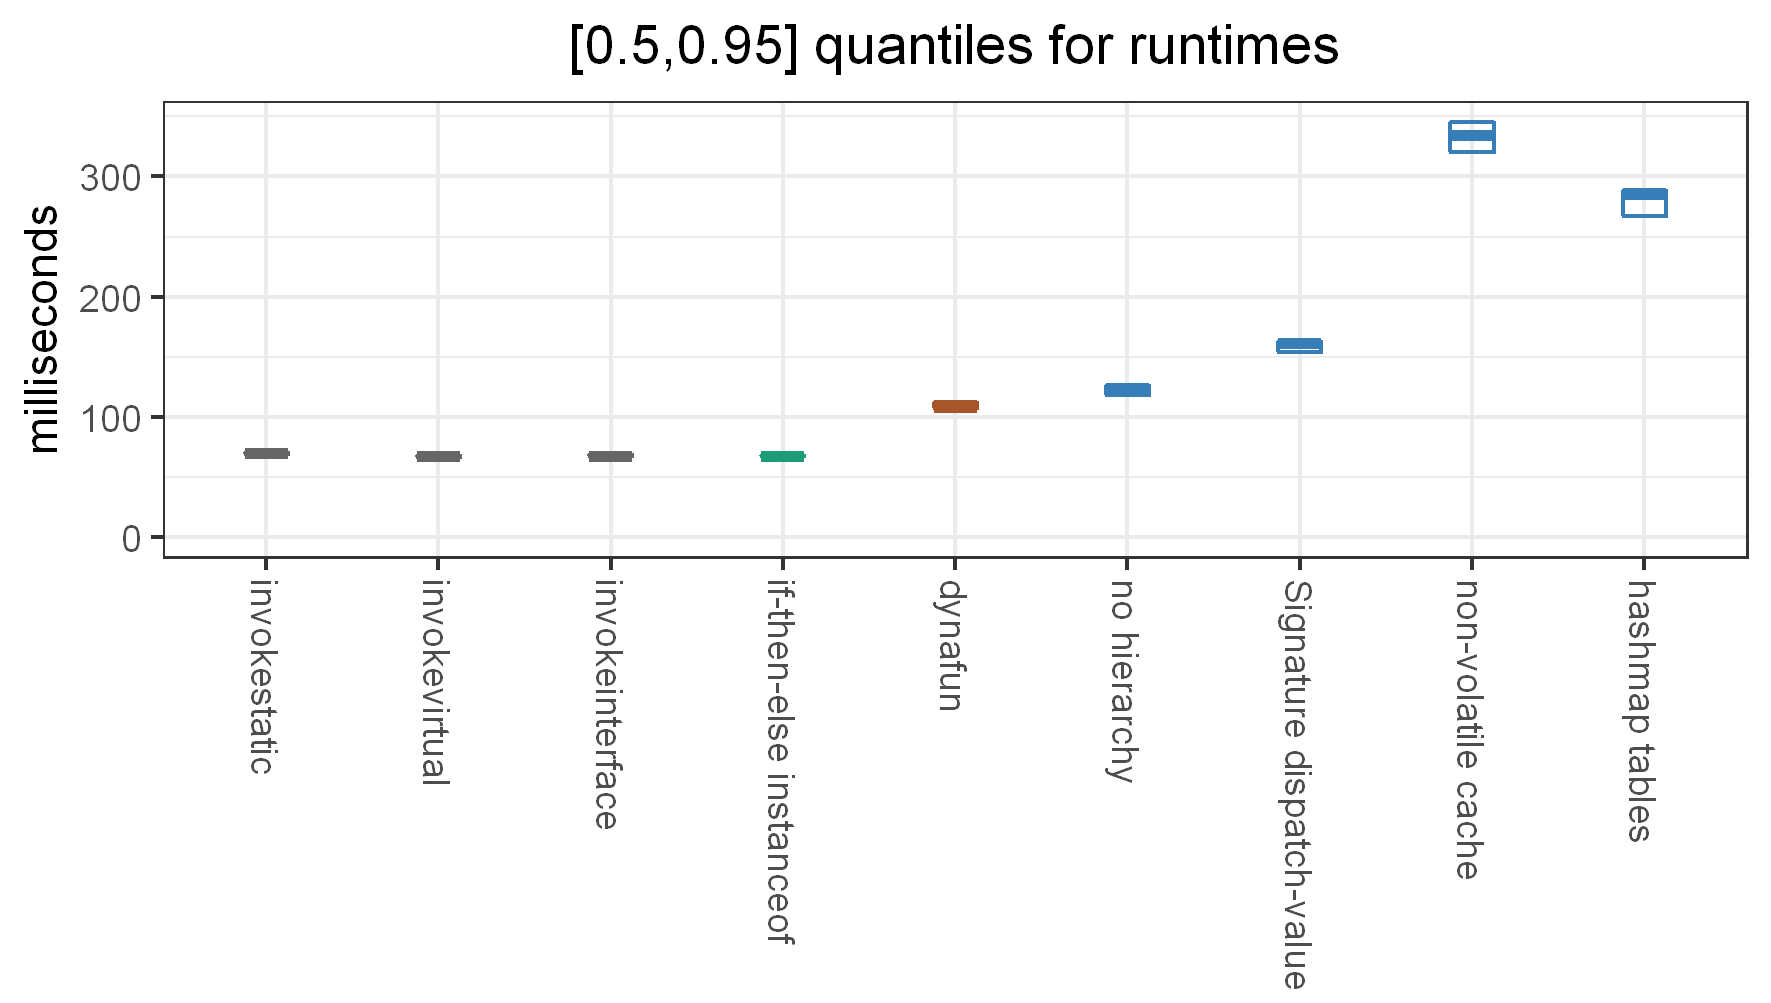 [0.5,0.95] quantiles for runtimes
milliseconds
300
200
100
0
invokestatic
invokevirtual
invokeinterface
if-then-else instanceof
dynafun
no hierarchy
Signature dispatch-value
non-volatile cache
hashmap tables